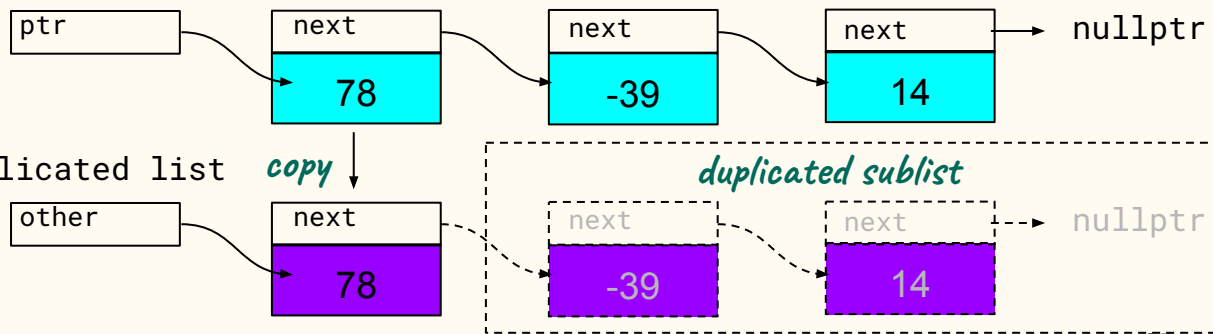 ptr next next next nullptr
78 -39 14
licated list copy duplicated sublist
other next next next nullptr
78 -39 14